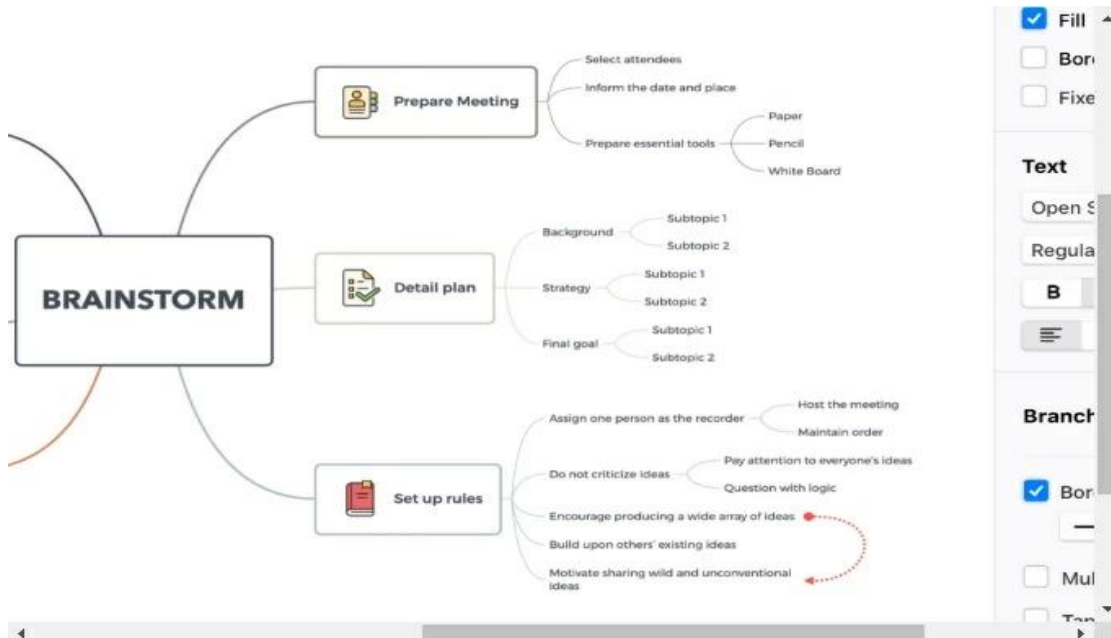 Select attendees
Prepare Meeting
Inform the date and place
Paper
Prepare essential tools
Pencil
White Board
BRAINSTORM
Subtopic 1
Background
Subtopic 2
Detail plan
Subtopic 1
Strategy
Subtopic 2
Subtopic 1
Final goal
Subtopic 2
Host the meeting
Assign one person as the recorder
Maintain order
Set up rules
Pay attention to everyone's ideas
Do not criticize ideas
Question with logic
Encourage producing a wide array of ideas
Build upon others' existing ideas
Motivate sharing wild and unconventional
ideas
Fill
Bor
Fixe
Text
Open S
Regula
B
Branch
Bor
Mul